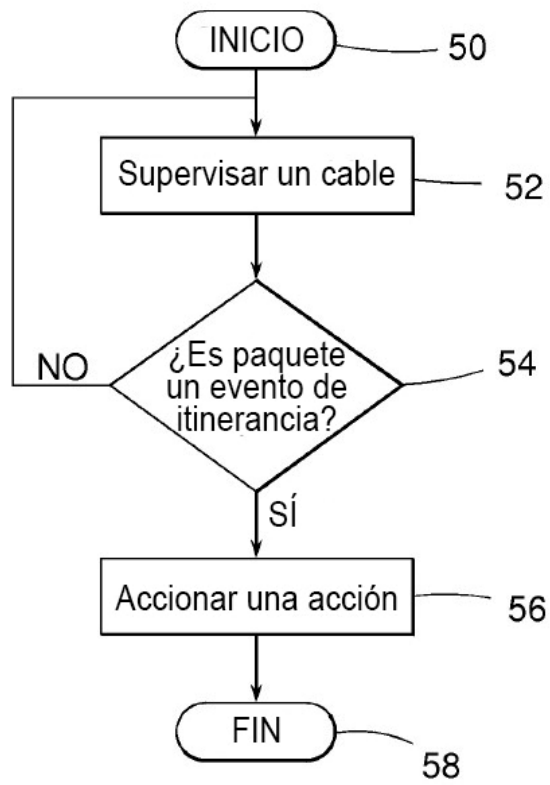 INICIO
50
Supervisar un cable
52
¿Es paquete
un evento de
itinerancia?
54
NO
SÍ
Accionar una acción
56
FIN
58